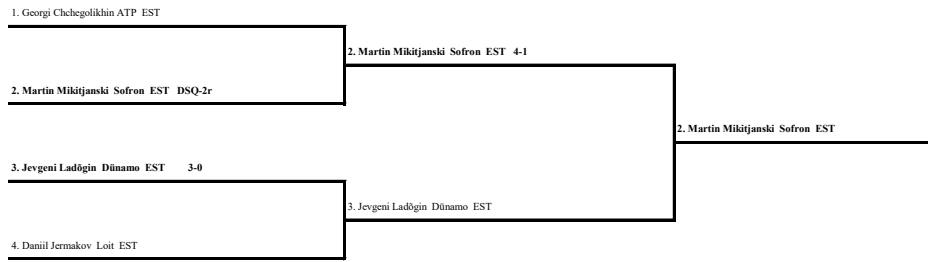 1. Georgi Chchegolikhin ATP EST
2. Martin Mikitjanski Sofron EST 4-1
2. Martin Mikitjanski Sofron EST DSQ-2r
2. Martin Mikitjanski Sofron EST
3. Jevgeni Ladõgin Dünamo EST 3-0
3. Jevgeni Ladõgin Dünamo EST
4. Daniil Jermakov Loit EST